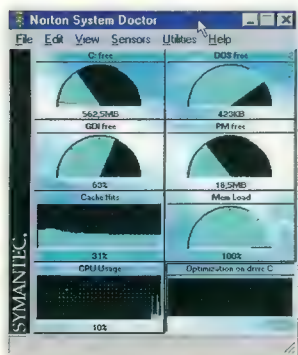 Norton System Doctor
File Edit View Sensors Utilities Help
C: free
DOS free
562,5MB
423KB
GDI free
PM free
63%
18,5MB
Cache Hits
Mem Load
31%
100%
CPU Usage
Optimization on drive C
10%
SYMANTEC.